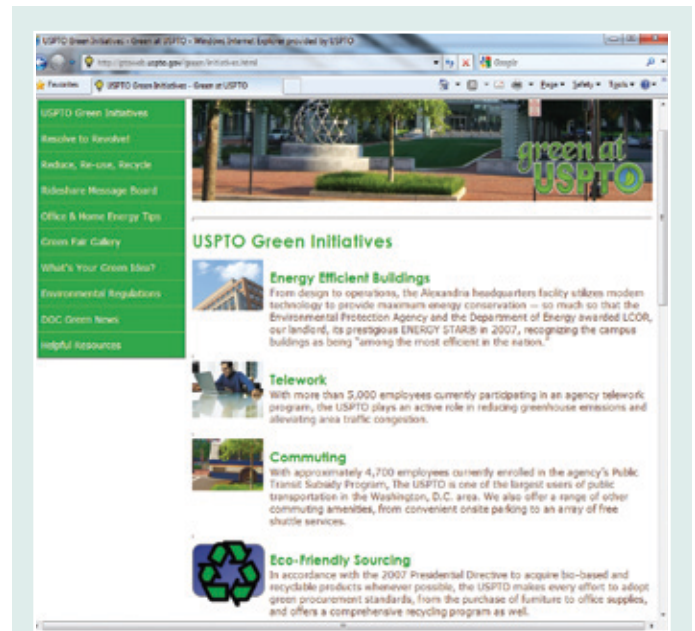 USPTO Green Initiatives - Green at USPTO - Windows Internet Explorer provided by USPTO
http://ptoweb.uspto.gov/green/initiatives.html
Google
Favorites
USPTO Green Initiatives - Green at USPTO
Page
Safety
Tools
USPTO Green Initiatives
Resolve to Revolve!
Reduce, Re-use, Recycle
Rideshare Message Board
Office & Home Energy Tips
Green Fair Gallery
What's Your Green Idea?
Environmental Regulations
DOC Green News
Helpful Resources
green at
USPTO
USPTO Green Initiatives
Energy Efficient Buildings
From design to operations, the Alexandria headquarters facility utilizes modern
technology to provide maximum energy conservation — so much so that the
Environmental Protection Agency and the Department of Energy awarded LCOR,
our landlord, its prestigious ENERGY STAR® in 2007, recognizing the campus
buildings as being "among the most efficient in the nation."
Telework
With more than 5,000 employees currently participating in an agency telework
program, the USPTO plays an active role in reducing greenhouse emissions and
alleviating area traffic congestion.
Commuting
With approximately 4,700 employees currently enrolled in the agency's Public
Transit Subsidy Program, The USPTO is one of the largest users of public
transportation in the Washington, D.C. area. We also offer a range of other
commuting amenities, from convenient onsite parking to an array of free
shuttle services.
Eco-Friendly Sourcing
In accordance with the 2007 Presidential Directive to acquire bio-based and
recyclable products whenever possible, the USPTO makes every effort to adopt
green procurement standards, from the purchase of furniture to office supplies,
and offers a comprehensive recycling program as well.